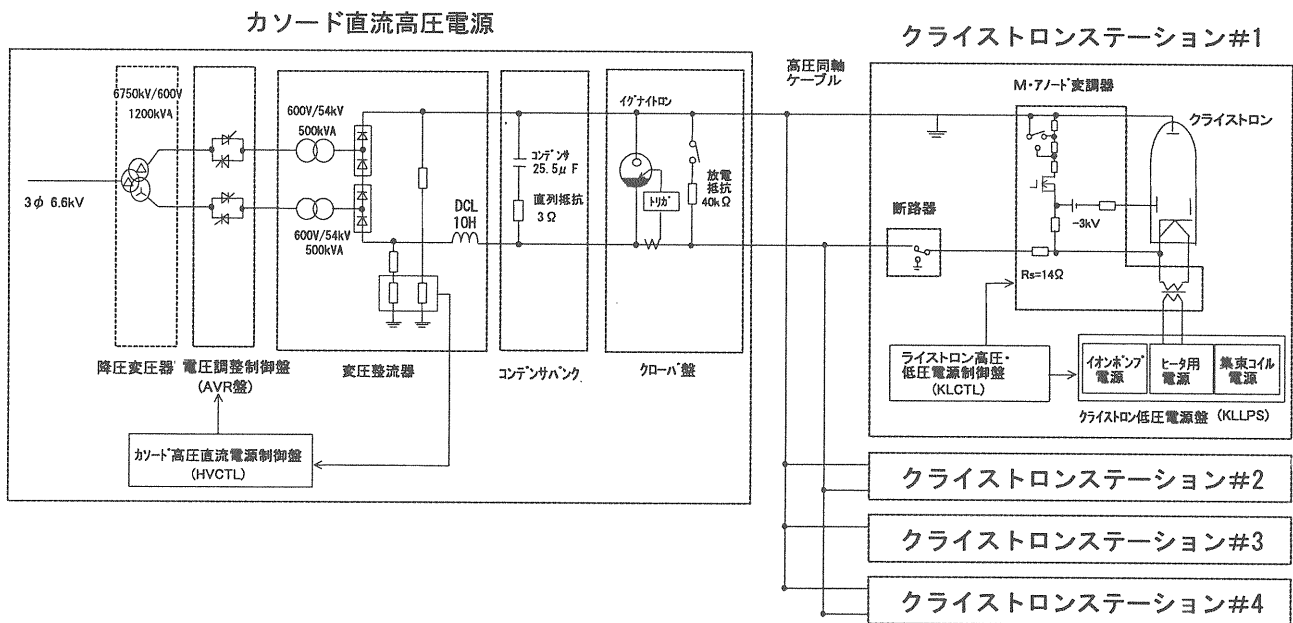 カソード直流高圧電源
クライストロンステーション#1
6750kV/600V
1200kVA
600V/54kV
500kVA
3φ 6.6kV
600V/54kV
500kVA
DCL
10H
コンデンサ
25.5μF
直列抵抗
3Ω
イグナイトロン
トリガ
放電
抵抗
40kΩ
高圧同軸
ケーブル
M・アノード変調器
クライストロン
-3kV
断路器
Rs=14Ω
降圧変圧器
電圧調整制御盤
(AVR盤)
変圧整流器
コンデンサバンク
クローバ盤
カソード高圧直流電源制御盤
(HVCTL)
ライストロン高圧・
低圧電源制御盤
(KLCTL)
イオンポンプ
電源
ヒータ用
電源
集束コイル
電源
クライストロン低圧電源盤 (KLLPS)
クライストロンステーション#2
クライストロンステーション#3
クライストロンステーション#4